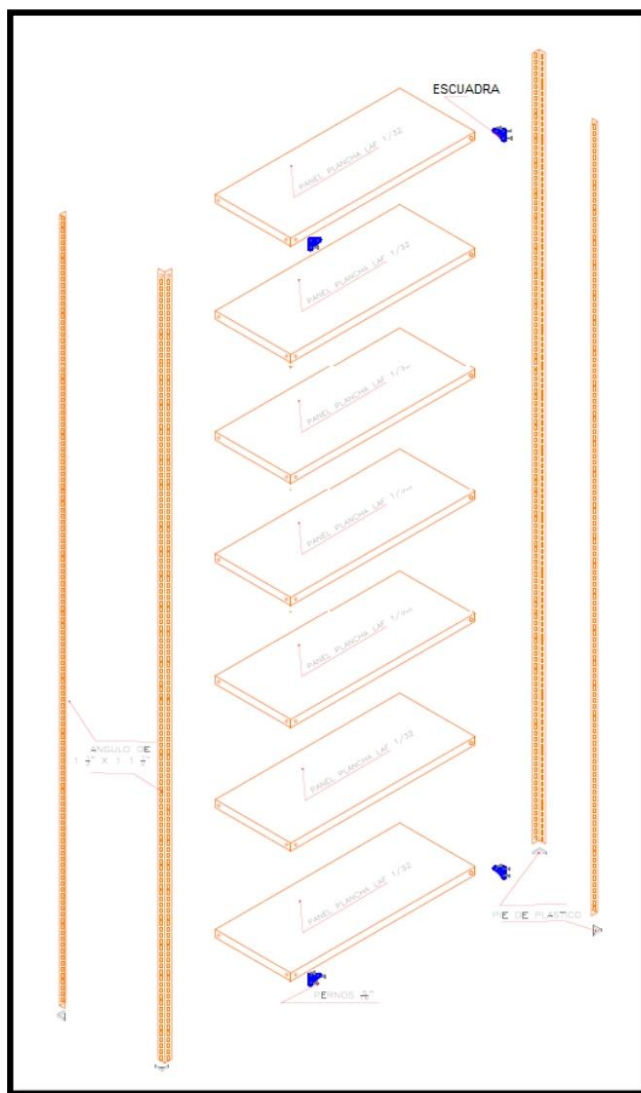 ESCUADRA
PANEL PLANCHA LAF 1/32
PANEL PLANCHA LAF 1/32
PANEL PLANCHA LAF
PANEL PLANCHA LAF
PANEL PLANCHA LAF
ANGULO DE
PANEL PLANCHA LAF 1/32
PANEL PLANCHA LAF 1/32
PIE DE PLASTICO
PERNOS